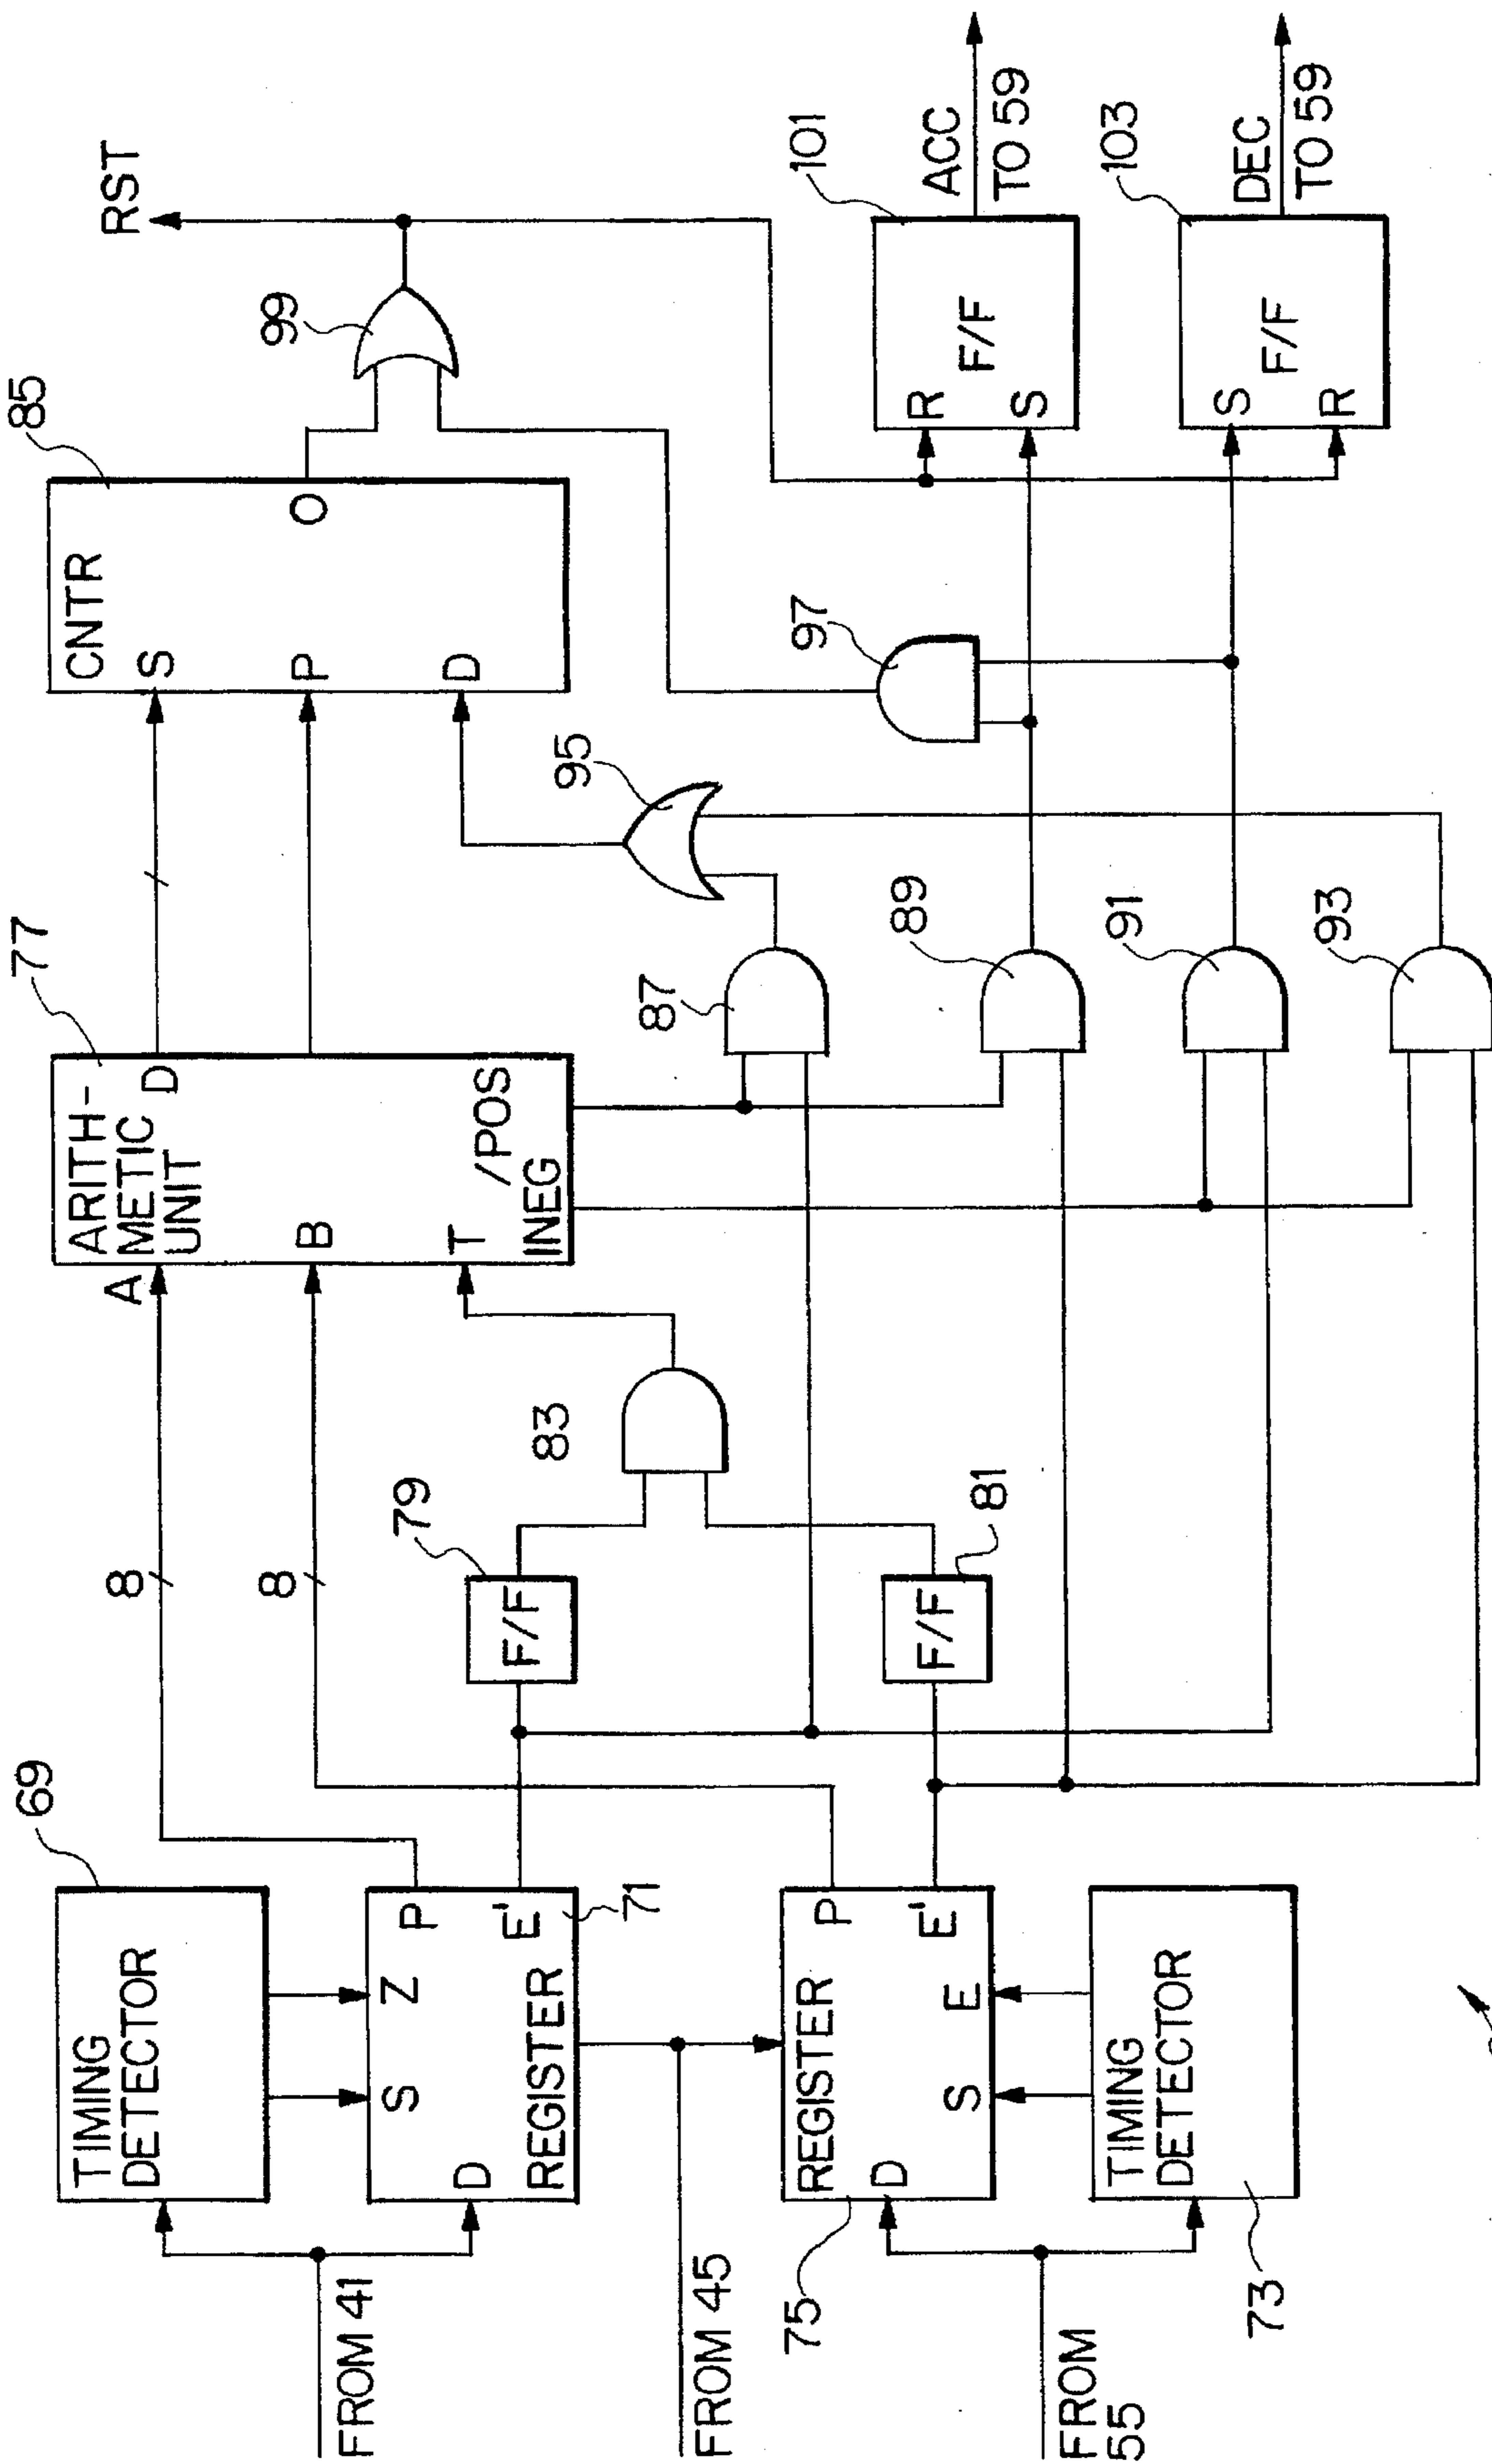 FROM 41
FROM 45
FROM
55
TIMING
DETECTOR
69
S
Z
D
P
E'
REGISTER
71
75
REGISTER
D
P
E'
S
E
TIMING
DETECTOR
73
8
8
79
F/F
F/F
81
83
77
ARITH-
METIC
UNIT
A
D
B
T
/POS
INEG
87
89
91
93
95
97
85
CNTR
S
P
D
O
99
RST
101
R
F/F
S
ACC
TO 59
103
S
F/F
R
DEC
TO 59